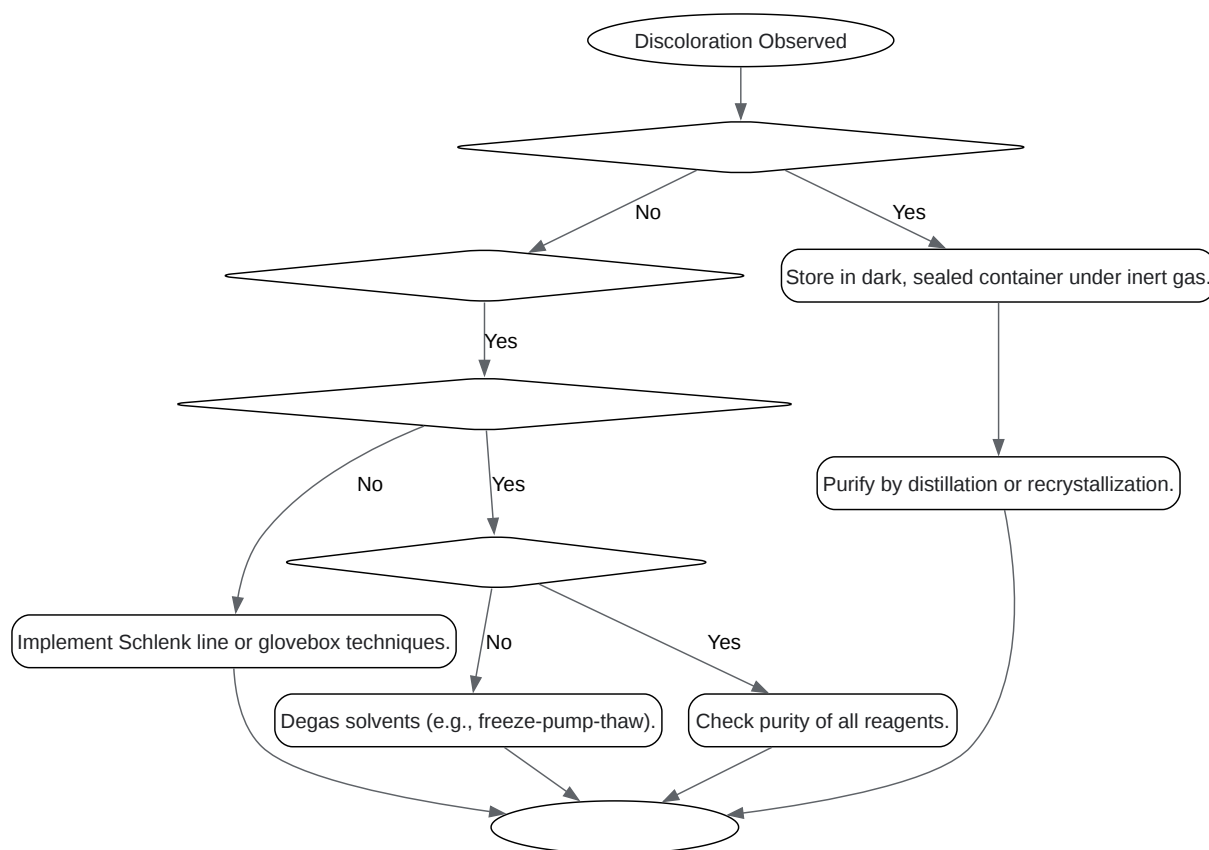 Discoloration Observed
No
Yes
Store in dark, sealed container under inert gas.
Yes
No
Yes
Purify by distillation or recrystallization.
Implement Schlenk line or glovebox techniques.
No
Yes
Degas solvents (e.g., freeze-pump-thaw).
Check purity of all reagents.